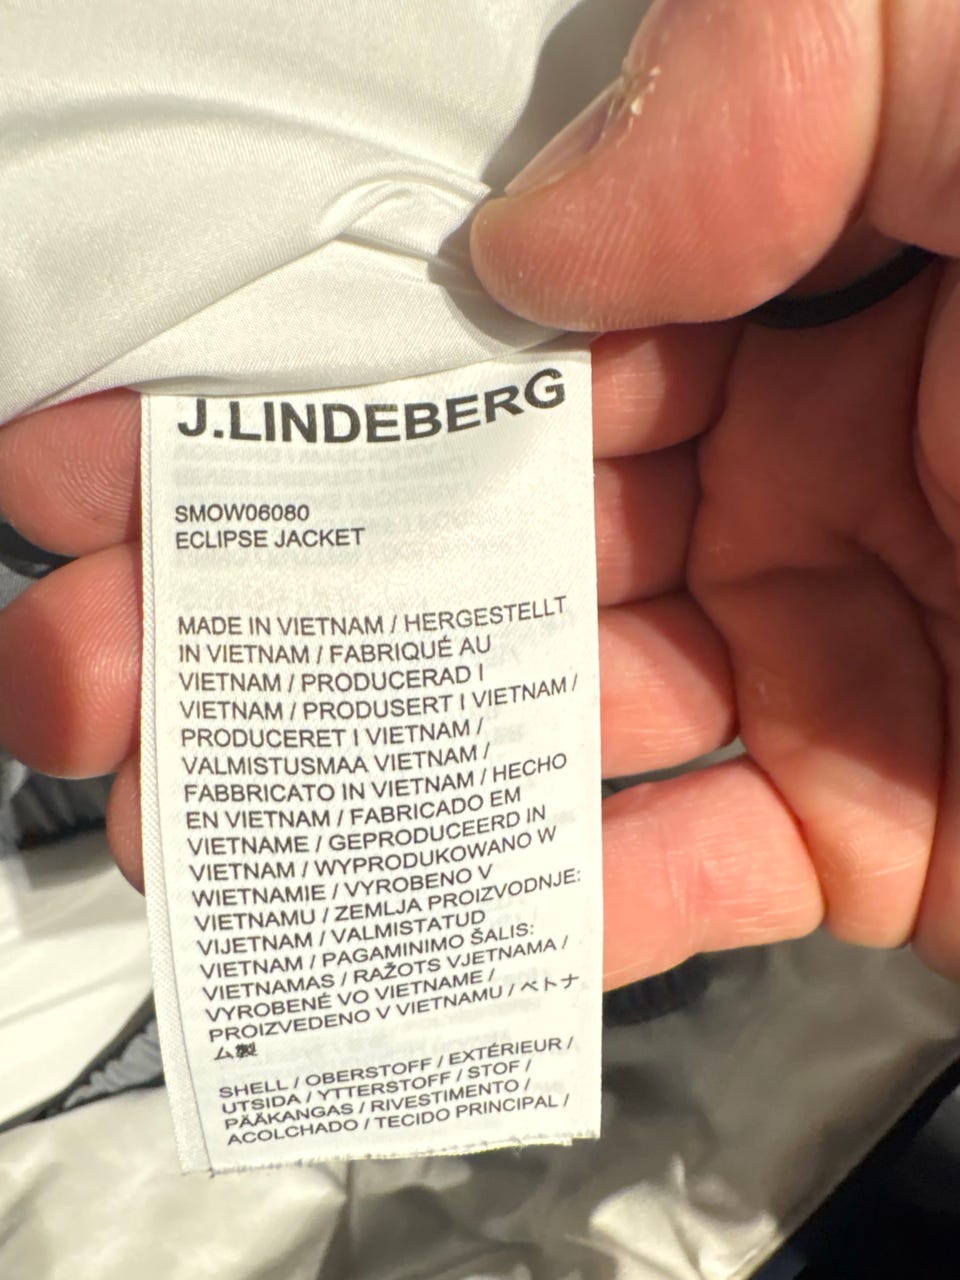 J.LINDEBERG
SMOW06080
ECLIPSE JACKET
MADE IN VIETNAM / HERGESTELLT
IN VIETNAM / FABRIQUÉ AU
VIETNAM / PRODUCERAD I
VIETNAM / PRODUSERT I VIETNAM /
PRODUCERET I VIETNAM /
VALMISTUSMAA VIETNAM /
FABBRICATO IN VIETNAM / HECHO
EN VIETNAM / FABRICADO EM
VIETNAME / GEPRODUCEERD IN
VIETNAM / WYPRODUKOWANO W
WIETNAMIE / VYROBENO V
VIETNAMU / ZEMLJA PROIZVODNJE:
VIJETNAM / VALMISTATUD
VIETNAM / PAGAMINIMO ŠALIS:
VIETNAMAS / RAŽOTS VJETNAMA /
VYROBENÉ VO VIETNAME /
PROIZVEDENO V VIETNAMU / ベトナ
ム製
SHELL / OBERSTOFF / EXTÉRIEUR /
UTSIDA / YTTERSTOFF / STOF /
PÄÄKANGAS / RIVESTIMENTO /
ACOLCHADO / TECIDO PRINCIPAL /